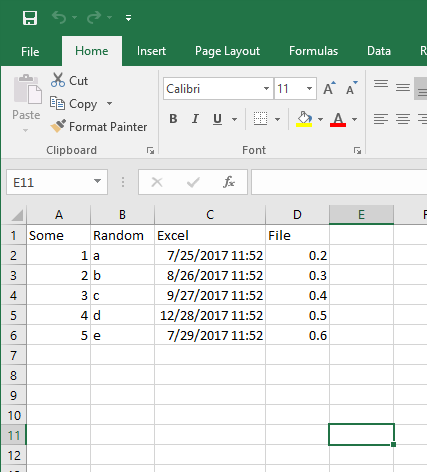 File Home Insert Page Layout Formulas Data R
Cut
Copy
Paste
Format Painter
Clipboard
Calibri 11 A A
B I U A
Font
E11 fx
A B C D E F
1 Some Random Excel File
2 1 a 7/25/2017 11:52 0.2
3 2 b 8/26/2017 11:52 0.3
4 3 c 9/27/2017 11:52 0.4
5 4 d 12/28/2017 11:52 0.5
6 5 e 7/29/2017 11:52 0.6
7
8
9
10
11
12